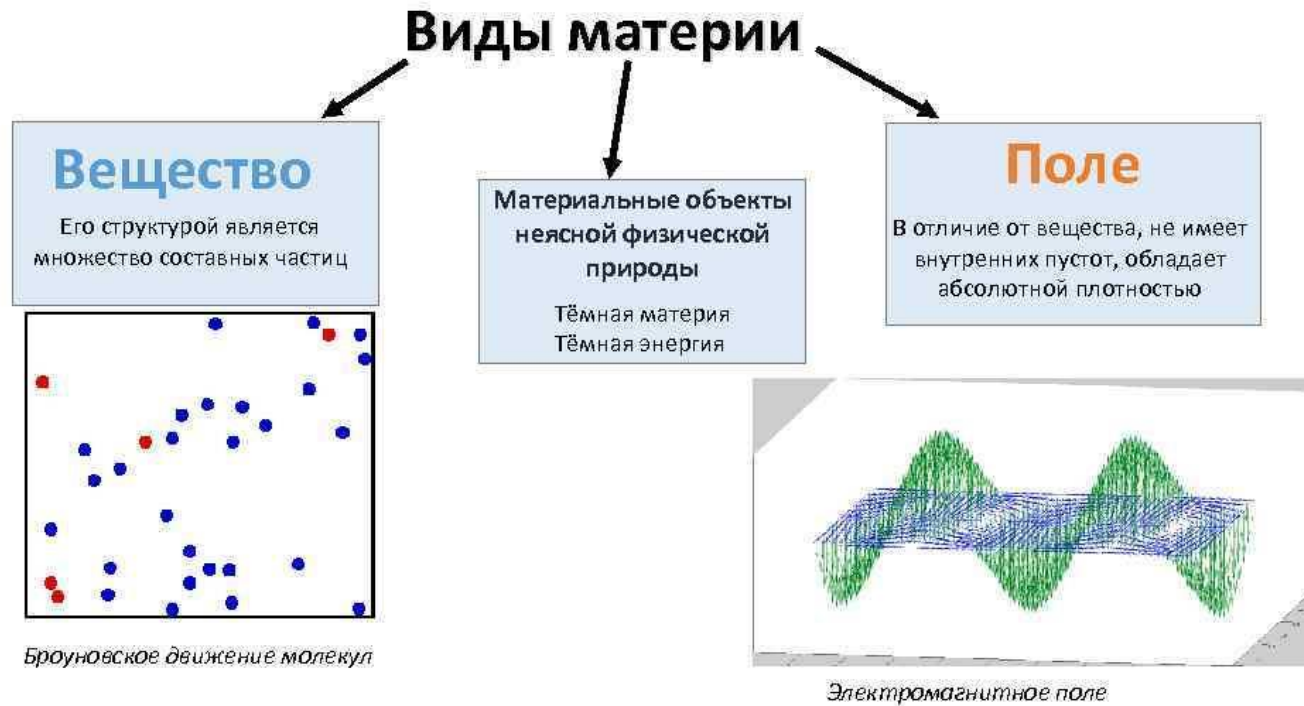 Виды материи
Вещество
Его структурой является
множество составных частиц
Броуновское движение молекул
Материальные объекты
неясной физической
природы
Тёмная материя
Тёмная энергия
Поле
В отличие от вещества, не имеет
внутренних пустот, обладает
абсолютной плотностью
Электромагнитное поле